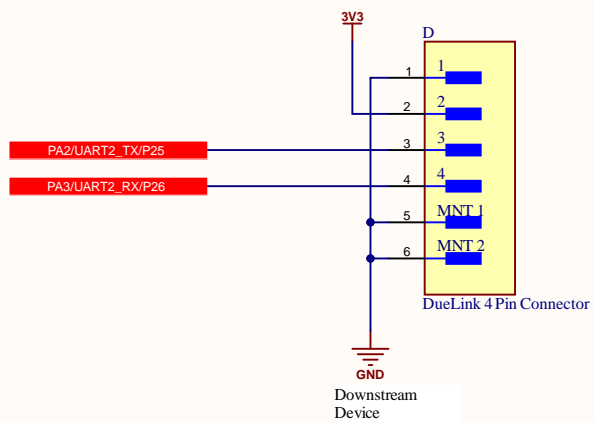 3V3
D
1 1
2 2
PA2/UART2_TX/P25 3 3
PA3/UART2_RX/P26 4 4
5 MNT 1
6 MNT 2
DueLink 4 Pin Connector
GND
Downstream
Device